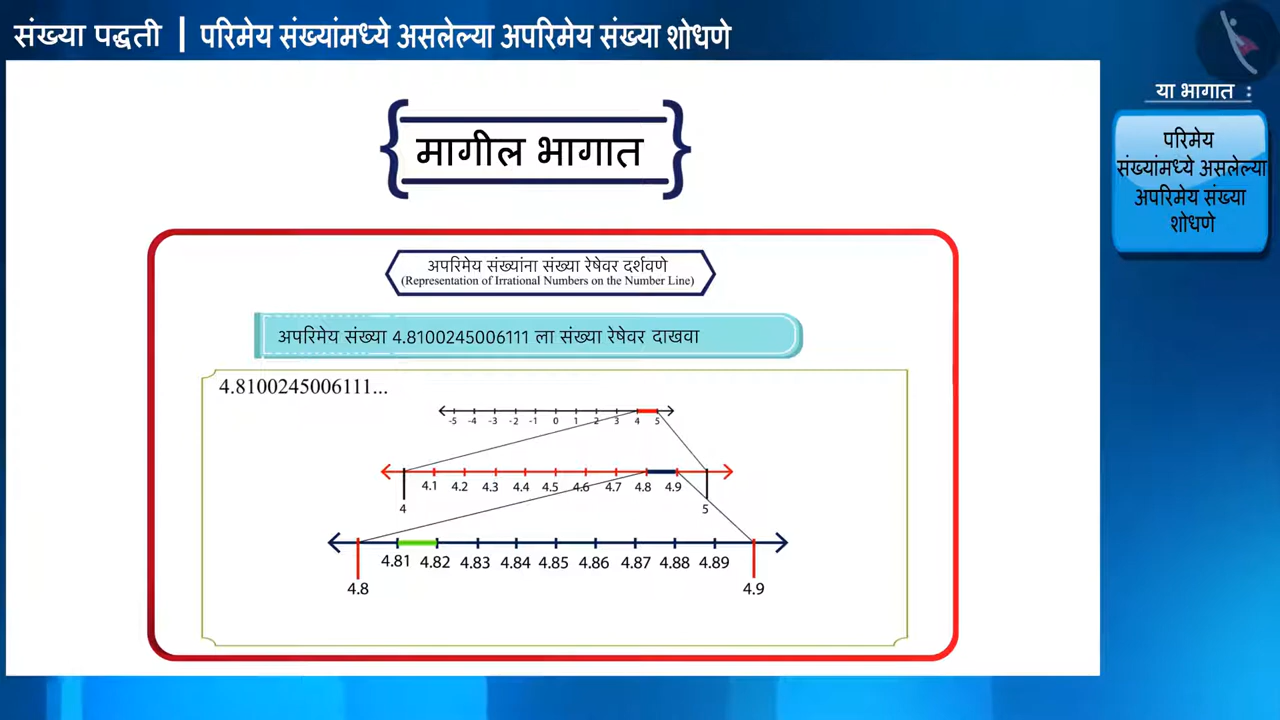 संख्या पद्धती | परिमेय संख्यांमध्ये असलेल्या अपरिमेय संख्या शोधणे
या भागात :
परिमेय
संख्यांमध्ये असलेल्या
अपरिमेय संख्या
शोधणे
मागील भागात
अपरिमेय संख्यांना संख्या रेषेवर दर्शवणे
(Representation of Irrational Numbers on the Number Line)
अपरिमेय संख्या 4.8100245006111 ला संख्या रेषेवर दाखवा
4.8100245006111...
-5 -4 -3 -2 -1 0 1 2 3 4 5
4.1 4.2 4.3 4.4 4.5 4.6 4.7 4.8 4.9
4 5
4.81 4.82 4.83 4.84 4.85 4.86 4.87 4.88 4.89
4.8 4.9